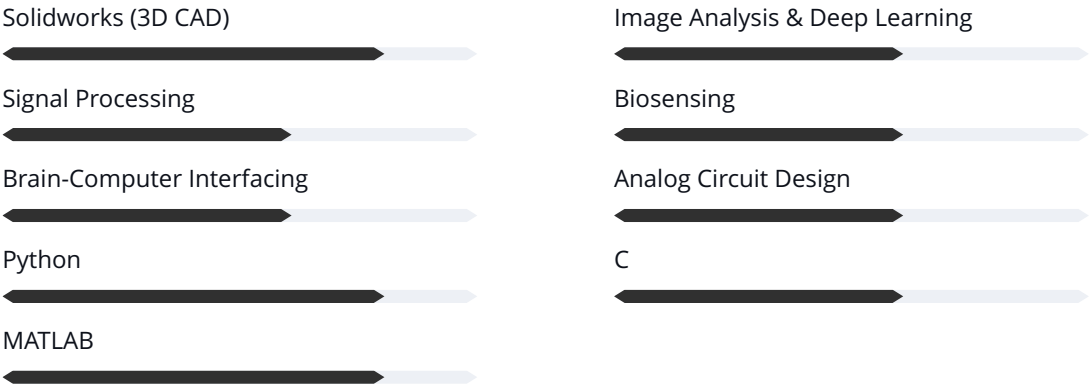 Solidworks (3D CAD)
Image Analysis & Deep Learning
Signal Processing
Biosensing
Brain-Computer Interfacing
Analog Circuit Design
Python
C
MATLAB